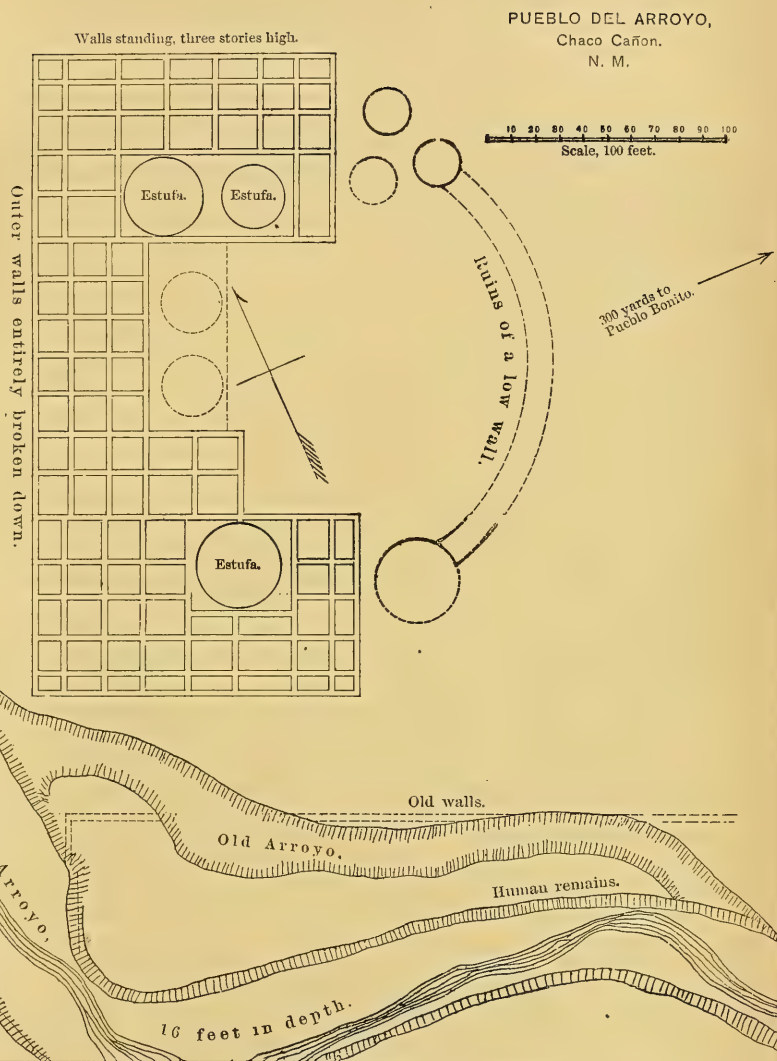 PUEBLO DEL ARROYO,
Chaco Cañon.
N. M.
Walls standing, three stories high.
10 20 30 40 50 60 70 80 90 100
Scale, 100 feet.
Estufa.
Estufa.
Outer walls entirely broken down.
Ruins of a low wall.
300 yards to
Pueblo Bonito.
Estufa.
Old walls.
Old Arroyo.
Human remains.
Arroyo,
16 feet in depth.